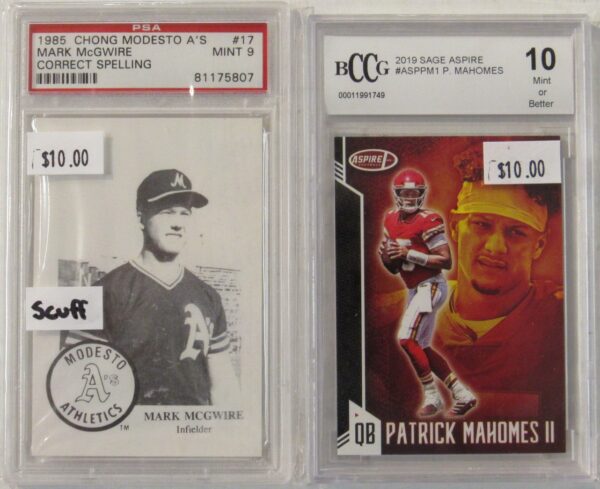 PSA
1985 CHONG MODESTO A'S #17
MARK McGWIRE MINT 9
CORRECT SPELLING
81175807
$10.00
M
A's
Scuff
MODESTO
A's
ATHLETICS
TM
MARK MCGWIRE
Infielder
BCCG
2019 SAGE ASPIRE
#ASPPM1 P. MAHOMES
00011991749
10
Mint
or
Better
ASPIRE
$10.00
QB PATRICK MAHOMES II